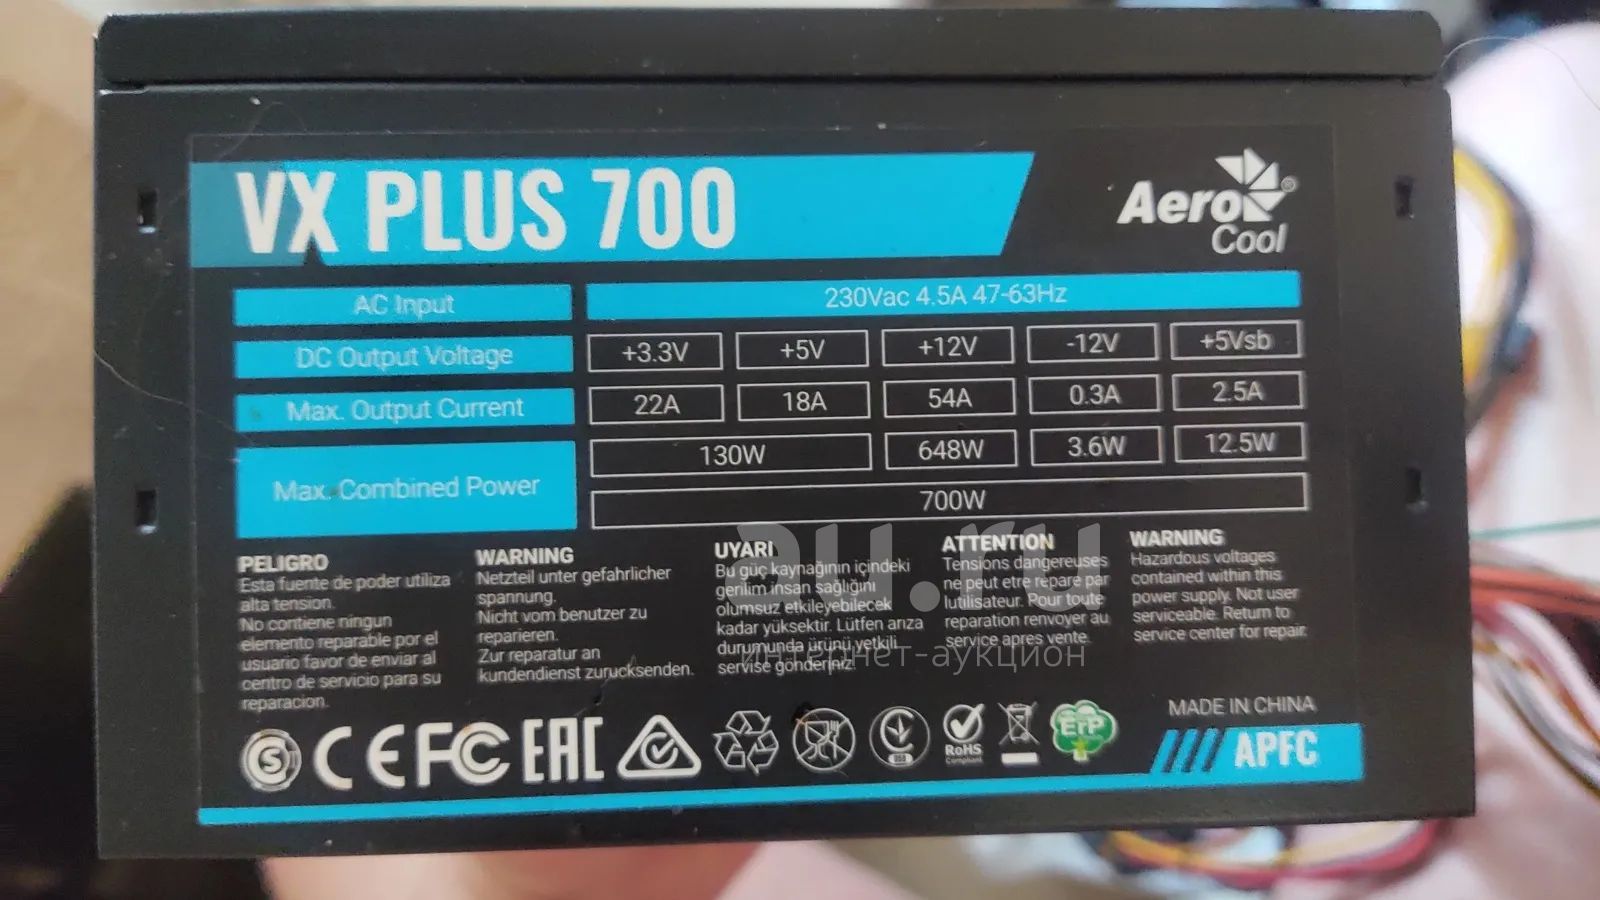 VX PLUS 700
Aero
Cool
AC Input
230Vac 4.5A 47-63Hz
DC Output Voltage
+3.3V +5V +12V -12V +5Vsb
Max. Output Current
22A 18A 54A 0.3A 2.5A
Max. Combined Power
130W 648W 3.6W 12.5W
700W
PELIGRO
Esta fuente de poder utiliza
alta tension.
No contiene ningun
elemento reparable por el
usuario favor de enviar al
centro de servicio para su
reparacion.
WARNING
Netzteil unter gefahrlicher
spannung.
Nicht vom benutzer zu
reparieren.
Zur reparatur an
kundendienst zurucksenden.
UYARI
Bu güç kaynağının içindeki
gerilim insan sağlığını
olumsuz etkileyebilecek
kadar yüksektir. Lütfen arıza
durumunda ürünü yetkili
servise gönderiniz!
ATTENTION
Tensions dangereuses
ne peut etre repare par
lutilisateur. Pour toute
reparation renvoyer au
service apres vente.
WARNING
Hazardous voltages
contained within this
power supply. Not user
serviceable. Return to
service center for repair.
au.ru
интернет-аукцион
MADE IN CHINA
S CE FC EAC
RoHS
Compliant
ErP
APFC